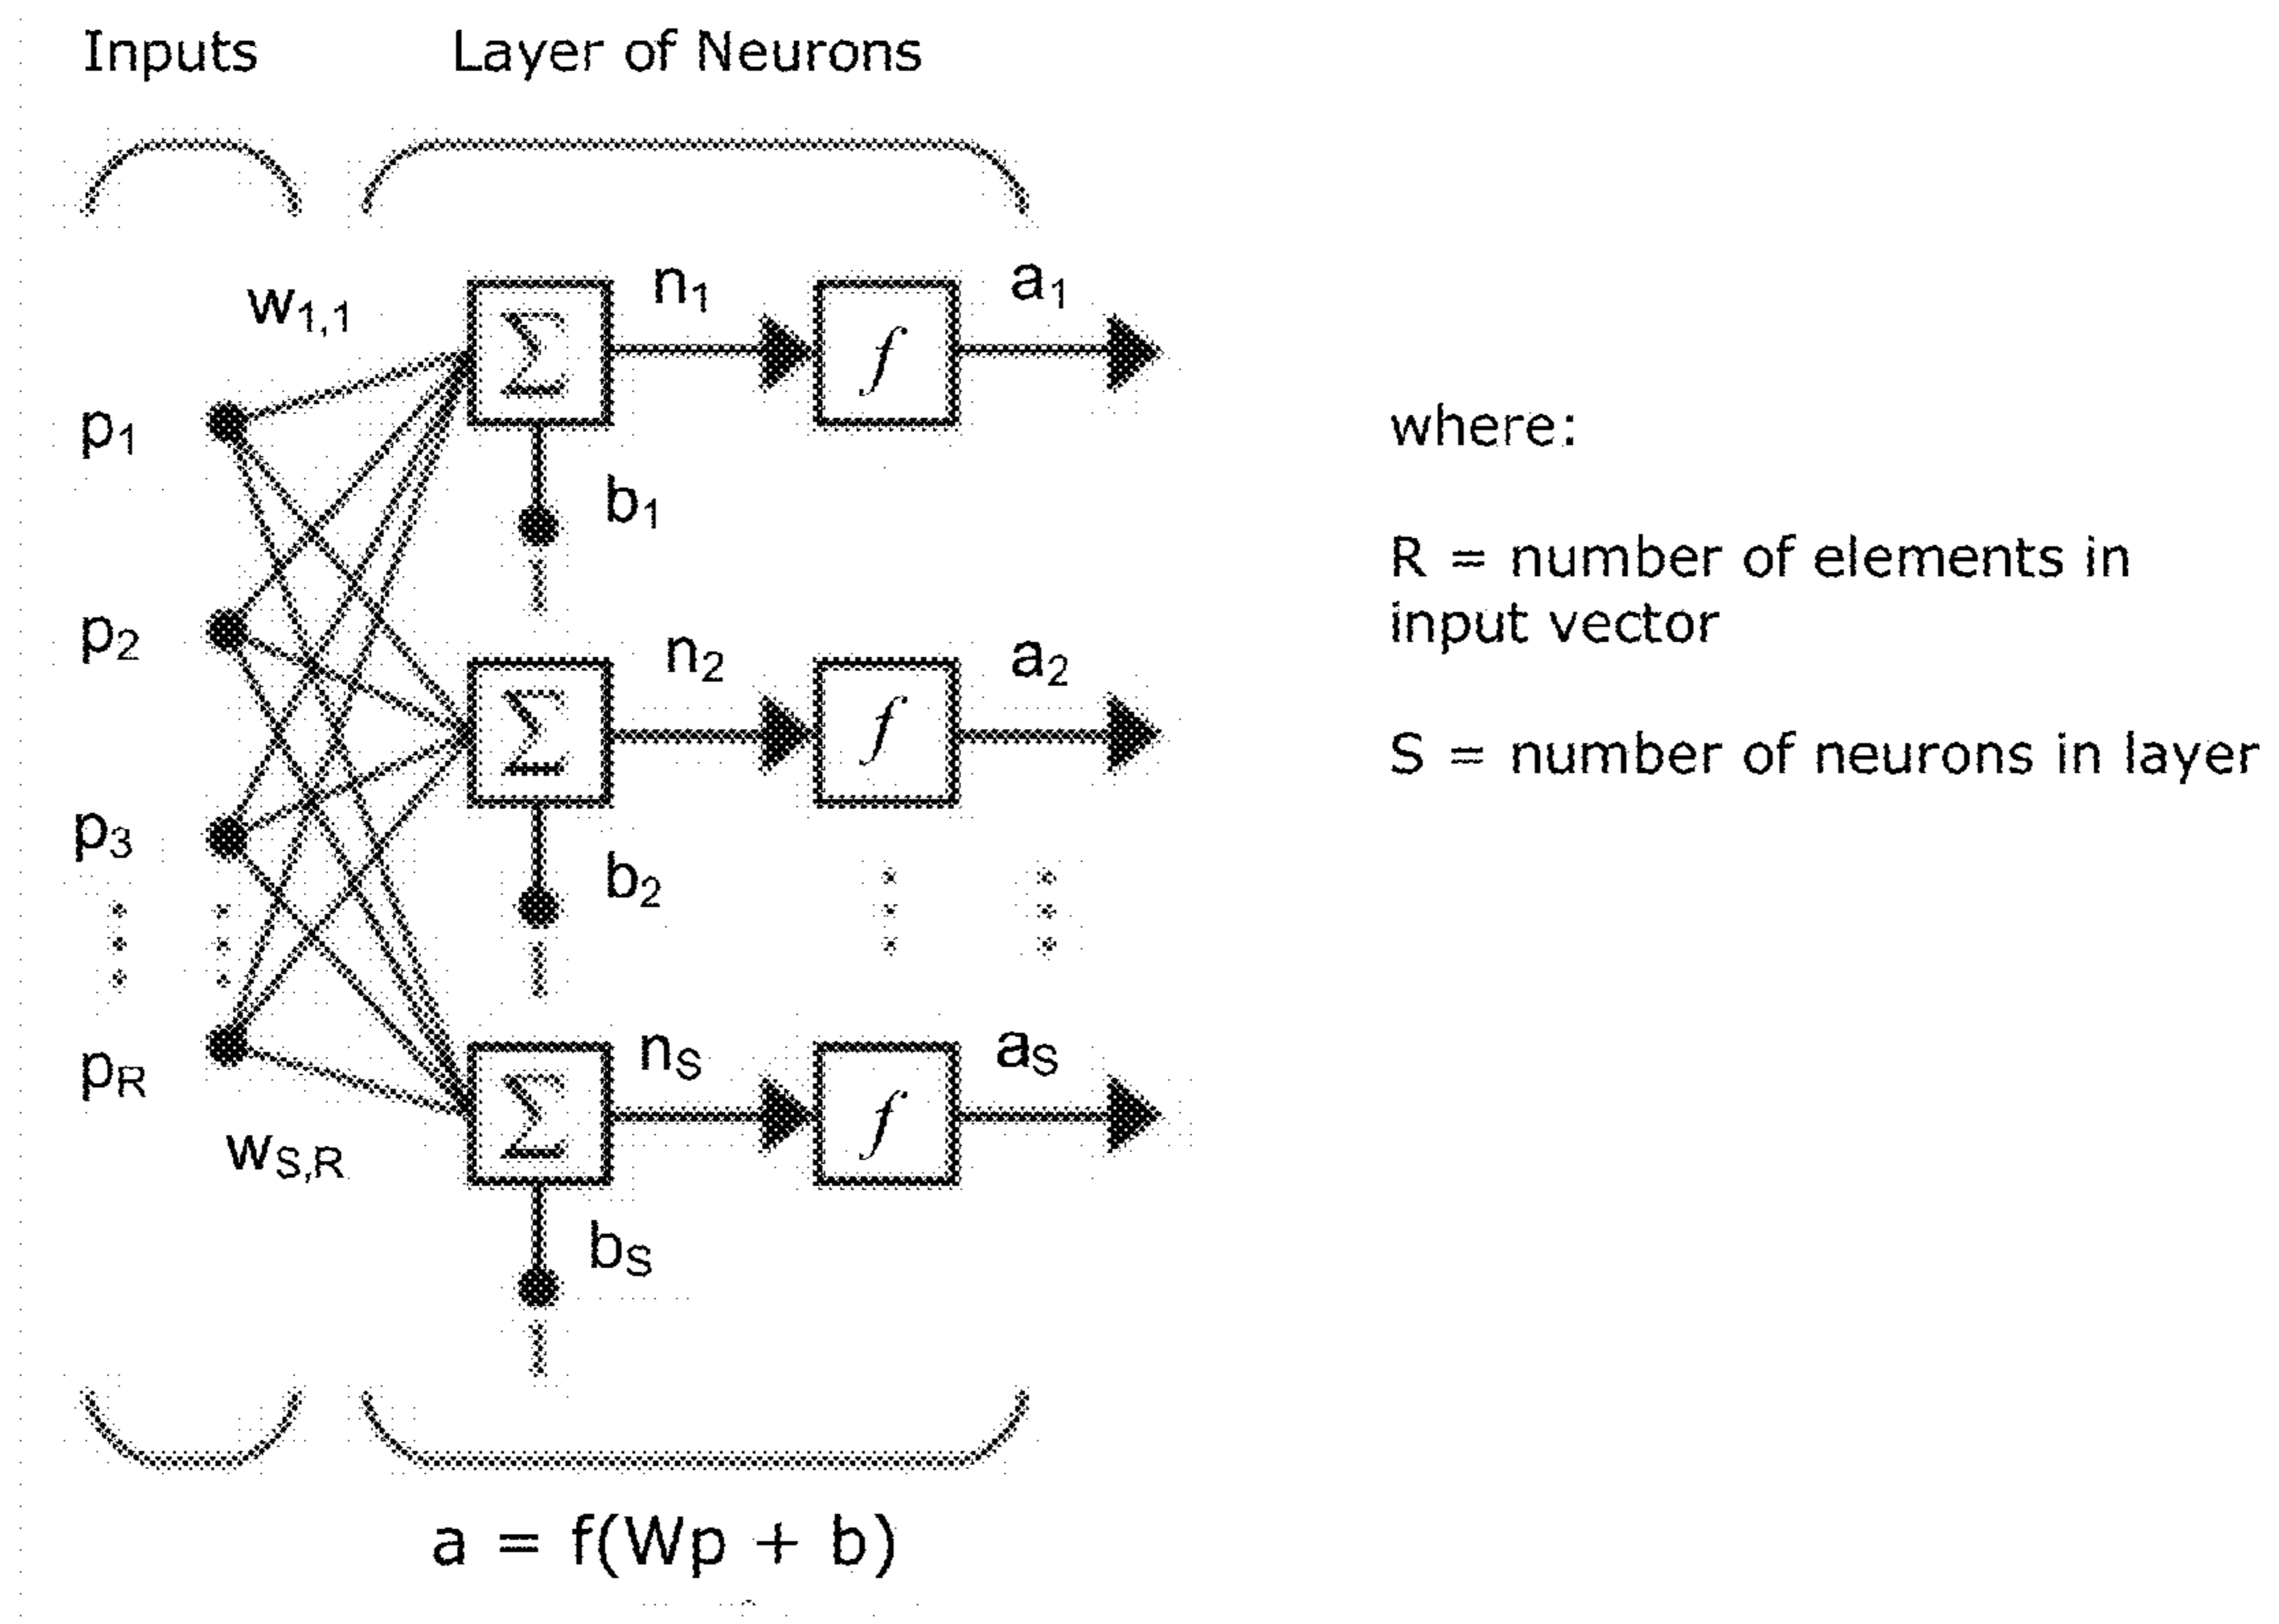 Inputs
Layer of Neurons
w1,1
n1
a1
Σ
f
p1
b1
where:
R = number of elements in
input vector
p2
n2
a2
Σ
f
S = number of neurons in layer
p3
b2
pR
nS
aS
Σ
f
wS,R
bS
a = f(Wp + b)